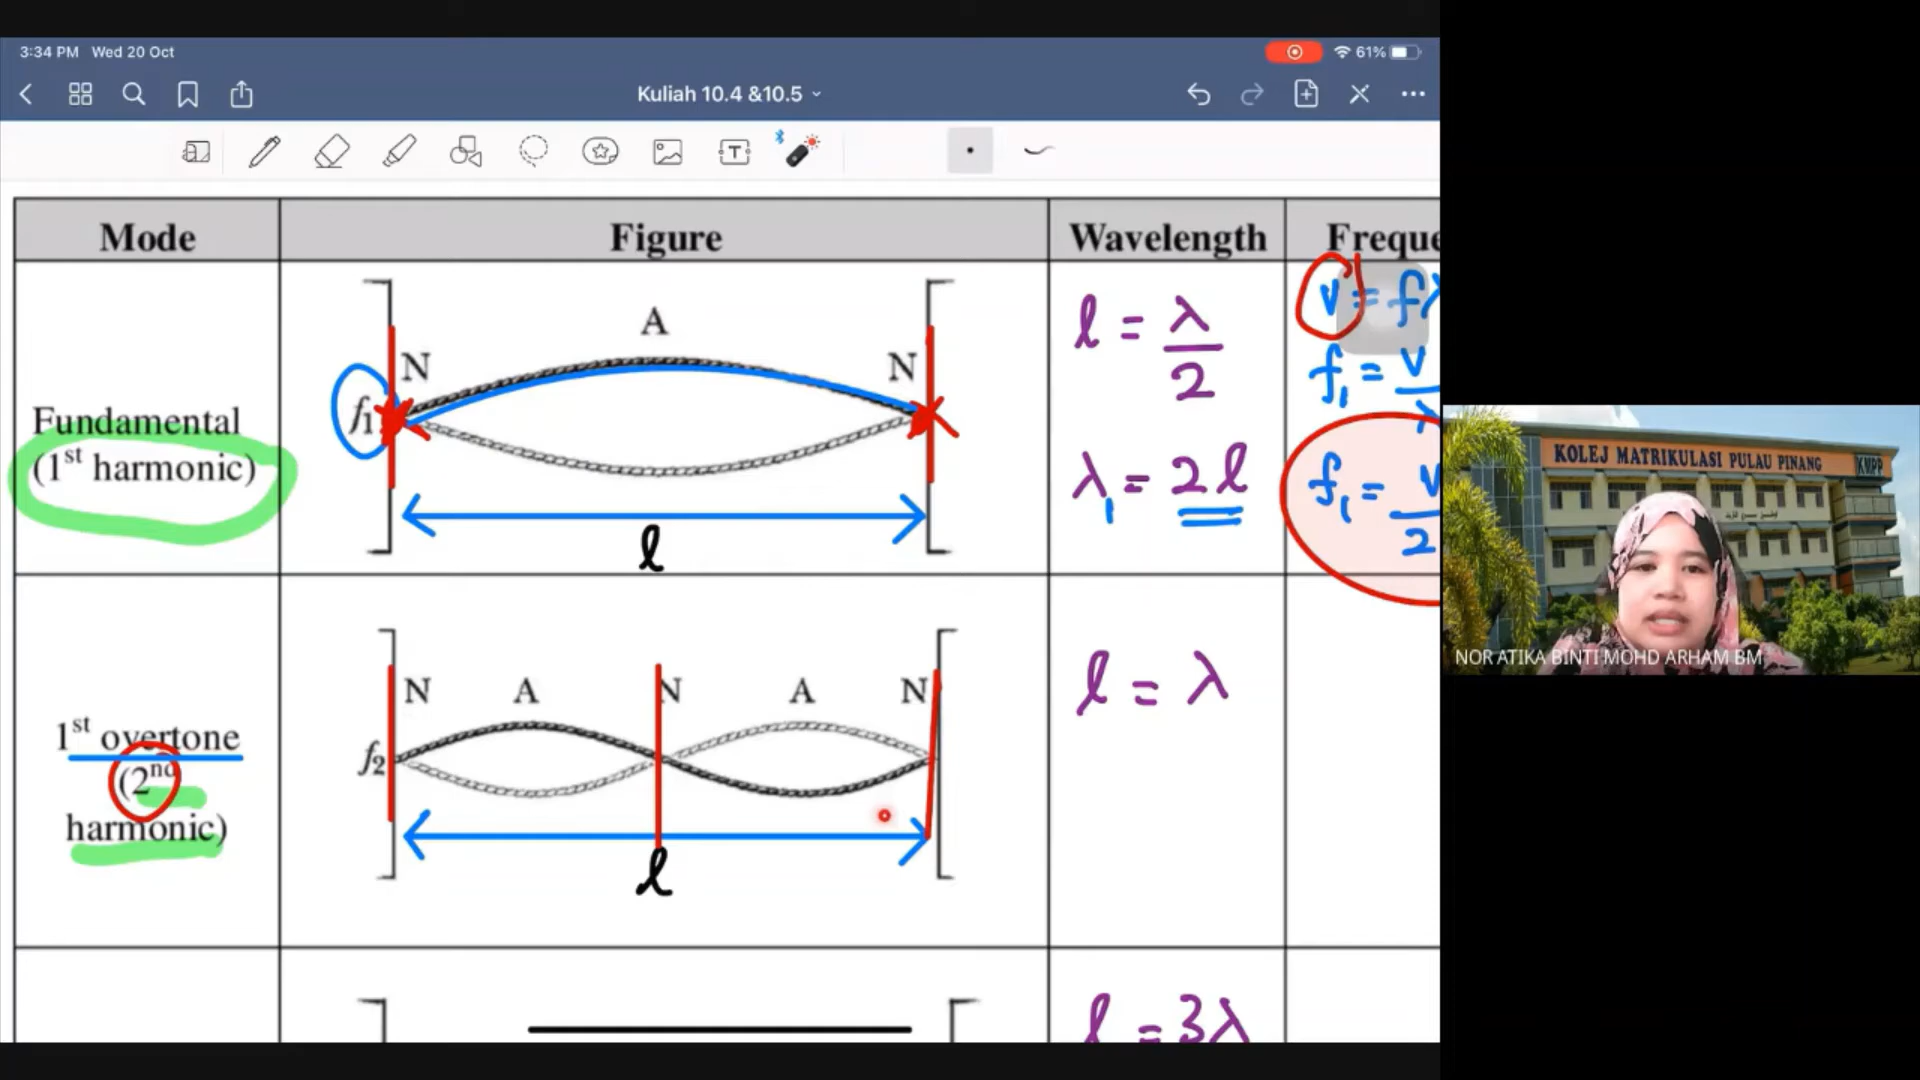 3:34 PM Wed 20 Oct
61%
Kuliah 10.4 &10.5
Mode
Figure
Wavelength
Freque
Fundamental
(1st harmonic)
N
A
N
f1
l
l = λ/2
λ1 = 2l
v = fλ
f1 = v
f1 = v/2
1st overtone
(2nd
harmonic)
N
A
N
A
N
f2
l
l = λ
l = 3λ
KOLEJ MATRIKULASI PULAU PINANG
KMPP
NOR ATIKA BINTI MOHD ARHAM BM